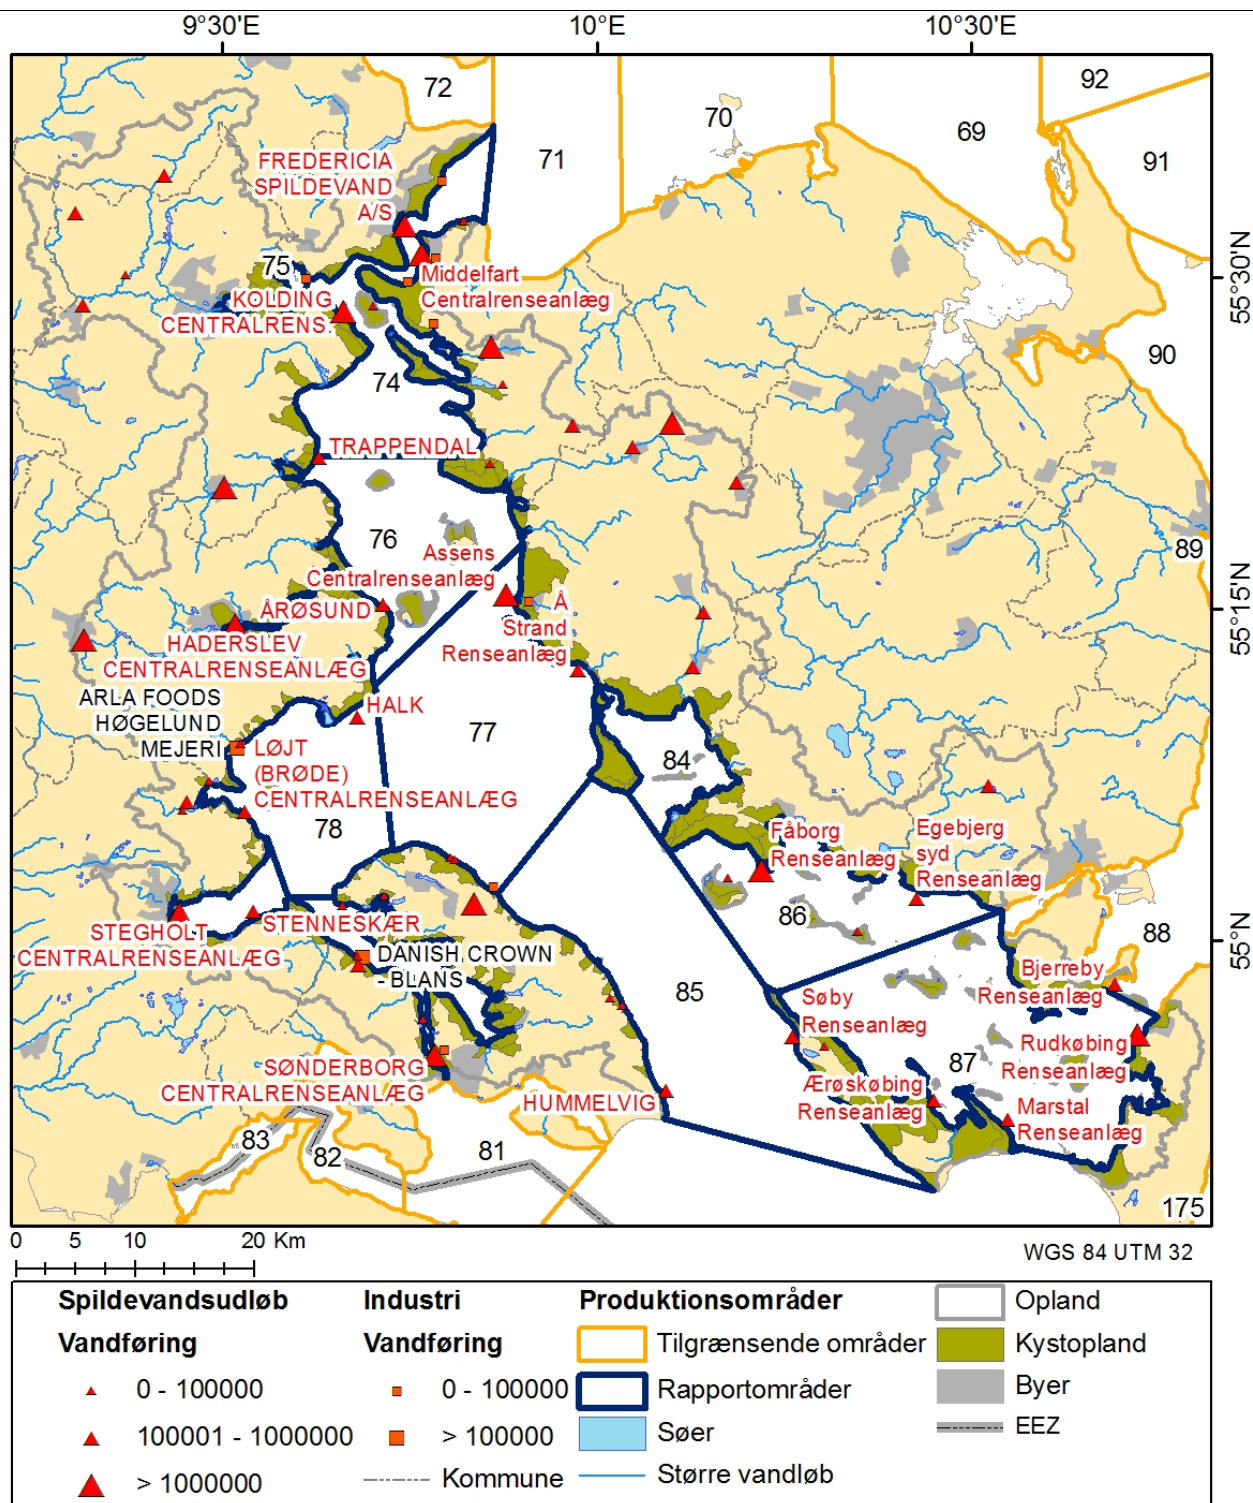 9°30'E 10°E 10°30'E
72
92
70
69
71
91
FREDERICIA
SPILDEVAND
A/S
75
Middelfart
Centralrenseanlæg
55°30'N
KOLDING
CENTRALRENS.
90
74
TRAPPENDAL
76
89
Assens
Centralrenseanlæg
Å
Strand
Renseanlæg
55°15'N
ÅRØSUND
HADERSLEV
CENTRALRENSEANLÆG
ARLA FOODS
HØGELUND
MEJERI
HALK
77
LØJT
(BRØDE)
CENTRALRENSEANLÆG
84
78
Fåborg
Renseanlæg
Egebjerg
syd
Renseanlæg
86
88
STEGHOLT
CENTRALRENSEANLÆG
STENNESKÆR
DANISH CROWN
- BLANS
55°N
85
Bjerreby
Renseanlæg
Søby
Renseanlæg
Rudkøbing
Renseanlæg
87
SØNDERBORG
CENTRALRENSEANLÆG
HUMMELVIG
Ærøskøbing
Renseanlæg
Marstal
Renseanlæg
83
82
81
175
0 5 10 20 Km
WGS 84 UTM 32
Spildevandsudløb
Vandføring
0 - 100000
100001 - 1000000
> 1000000
Industri
Vandføring
0 - 100000
> 100000
Kommune
Produktionsområder
Tilgrænsende områder
Rapportområder
Søer
Større vandløb
Opland
Kystopland
Byer
EEZ